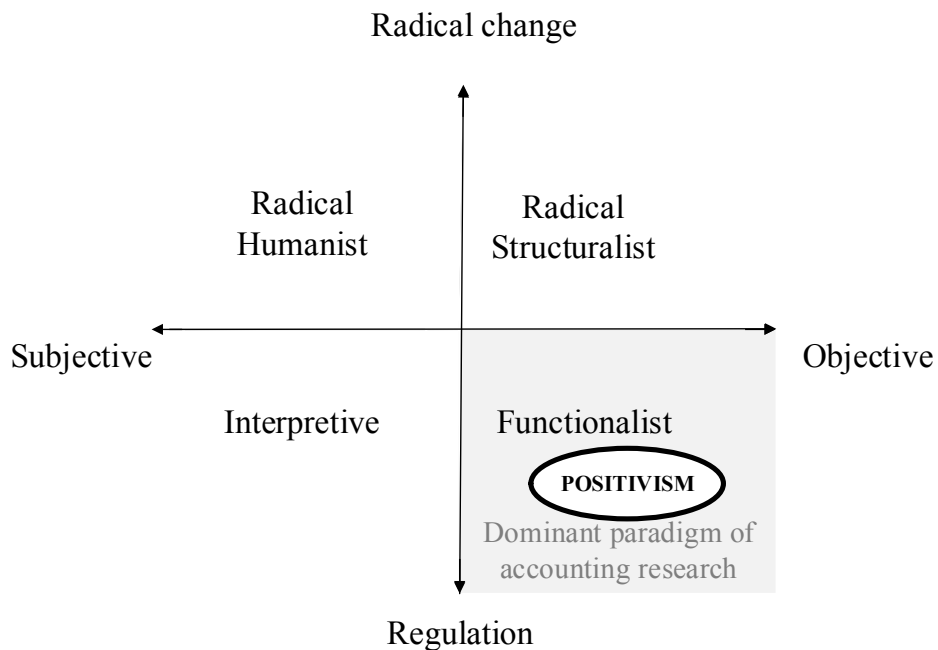 Radical change
Radical
Humanist
Radical
Structuralist
Subjective
Objective
Interpretive
Functionalist
POSITIVISM
Dominant paradigm of
accounting research
Regulation